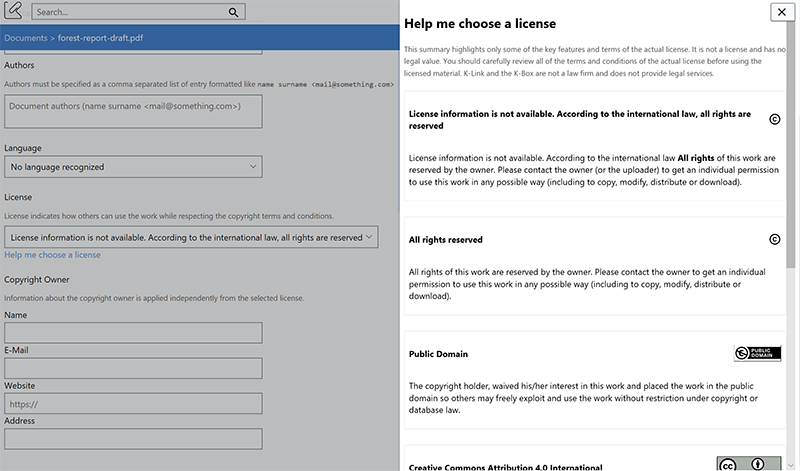 Search...
Documents > forest-report-draft.pdf
Authors
Authors must be specified as a comma separated list of entry formatted like name surname <mail@something.com>
Document authors (name surname <mail@something.com>)
Language
No language recognized
License
License indicates how others can use the work while respecting the copyright terms and conditions.
License information is not available. According to the international law, all rights are reserved
Help me choose a license
Copyright Owner
Information about the copyright owner is applied independently from the selected license.
Name
E-Mail
Website
https://
Address
Help me choose a license
This summary highlights only some of the key features and terms of the actual license. It is not a license and has no
legal value. You should carefully review all of the terms and conditions of the actual license before using the
licensed material. K-Link and the K-Box are not a law firm and does not provide legal services.
License information is not available. According to the international law, all rights are
reserved
License information is not available. According to the international law All rights of this work are
reserved by the owner. Please contact the owner (or the uploader) to get an individual permission
to use this work in any possible way (including to copy, modify, distribute or download).
All rights reserved
All rights of this work are reserved by the owner. Please contact the owner to get an individual
permission to use this work in any possible way (including to copy, modify, distribute or
download).
Public Domain
PUBLIC
DOMAIN
The copyright holder, waived his/her interest in this work and placed the work in the public
domain so others may freely exploit and use the work without restriction under copyright or
database law.
Creative Commons Attribution 4.0 International
cc